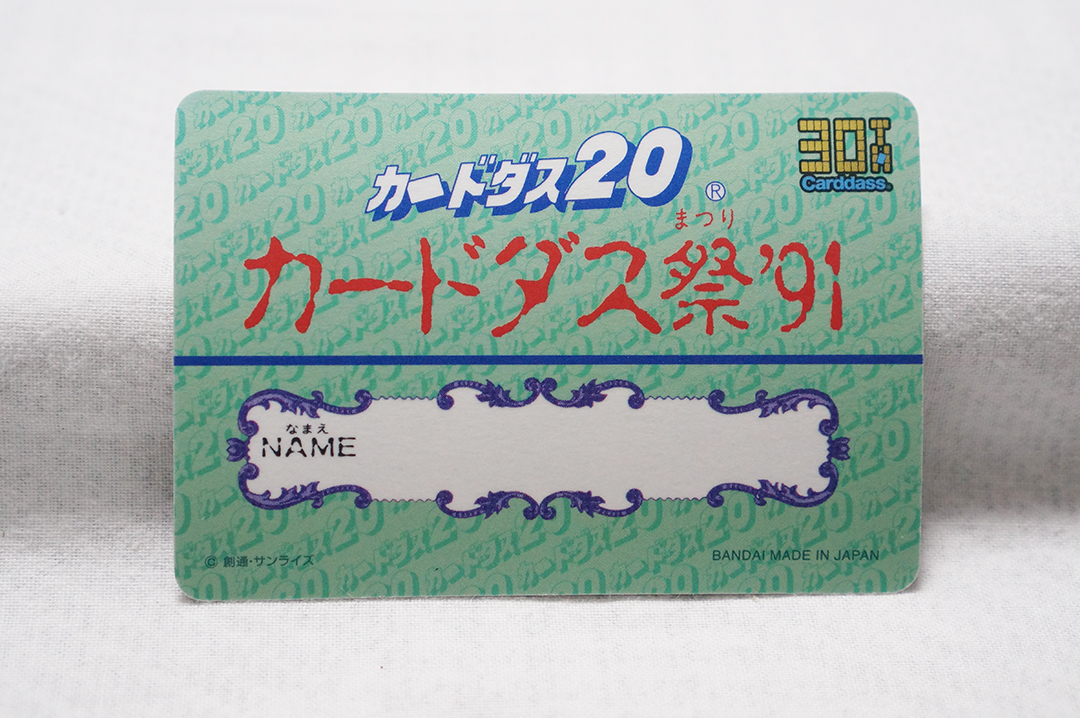 カードダス20®
30TH
Carddass®
まつり
カードダス祭'91
なまえ
NAME
© 創通・サンライズ
BANDAI MADE IN JAPAN